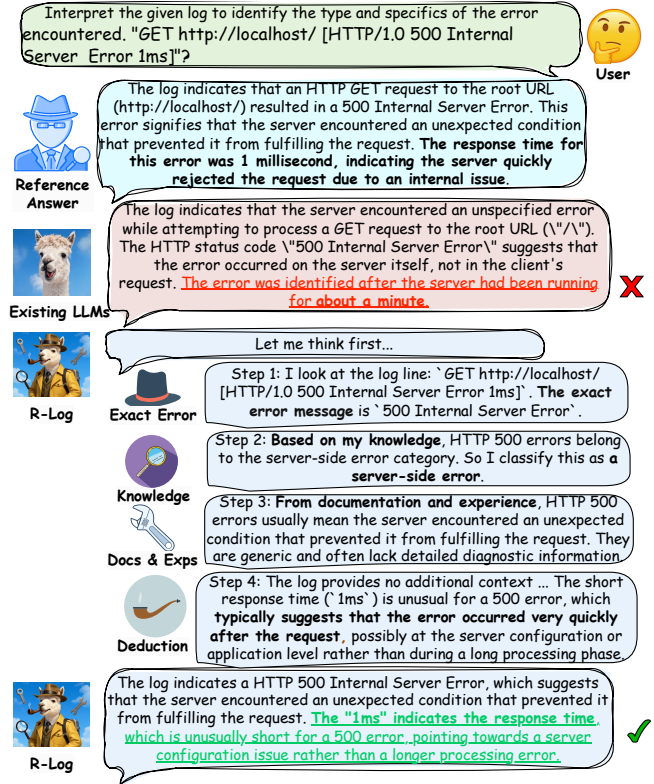 Interpret the given log to identify the type and specifics of the error
encountered. "GET http://localhost/ [HTTP/1.0 500 Internal
Server Error 1ms]"?
User
The log indicates that an HTTP GET request to the root URL
(http://localhost/) resulted in a 500 Internal Server Error. This
error signifies that the server encountered an unexpected condition
that prevented it from fulfilling the request. The response time for
this error was 1 millisecond, indicating the server quickly
rejected the request due to an internal issue.
Reference
Answer
The log indicates that the server encountered an unspecified error
while attempting to process a GET request to the root URL (\"/\").
The HTTP status code \"500 Internal Server Error\" suggests that
the error occurred on the server itself, not in the client's
request. The error was identified after the server had been running
for about a minute.
Existing LLMs
Let me think first...
R-Log
Step 1: I look at the log line: `GET http://localhost/
[HTTP/1.0 500 Internal Server Error 1ms]`. The exact
error message is `500 Internal Server Error`.
Exact Error
Step 2: Based on my knowledge, HTTP 500 errors belong
to the server-side error category. So I classify this as a
server-side error.
Knowledge
Step 3: From documentation and experience, HTTP 500
errors usually mean the server encountered an unexpected
condition that prevented it from fulfilling the request. They
are generic and often lack detailed diagnostic information.
Docs & Exps
Step 4: The log provides no additional context ... The short
response time (`1ms`) is unusual for a 500 error, which
typically suggests that the error occurred very quickly
after the request, possibly at the server configuration or
application level rather than during a long processing phase.
Deduction
The log indicates a HTTP 500 Internal Server Error, which suggests
that the server encountered an unexpected condition that prevented it
from fulfilling the request. The "1ms" indicates the response time,
which is unusually short for a 500 error, pointing towards a server
configuration issue rather than a longer processing error.
R-Log